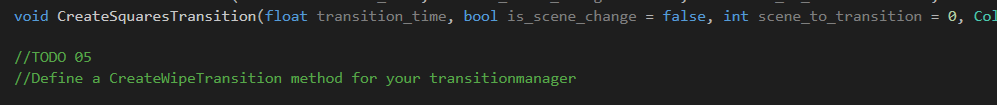 void CreateSquaresTransition(float transition_time, bool is_scene_change = false, int scene_to_transition = 0, Col
//TODO 05
//Define a CreateWipeTransition method for your transitionmanager